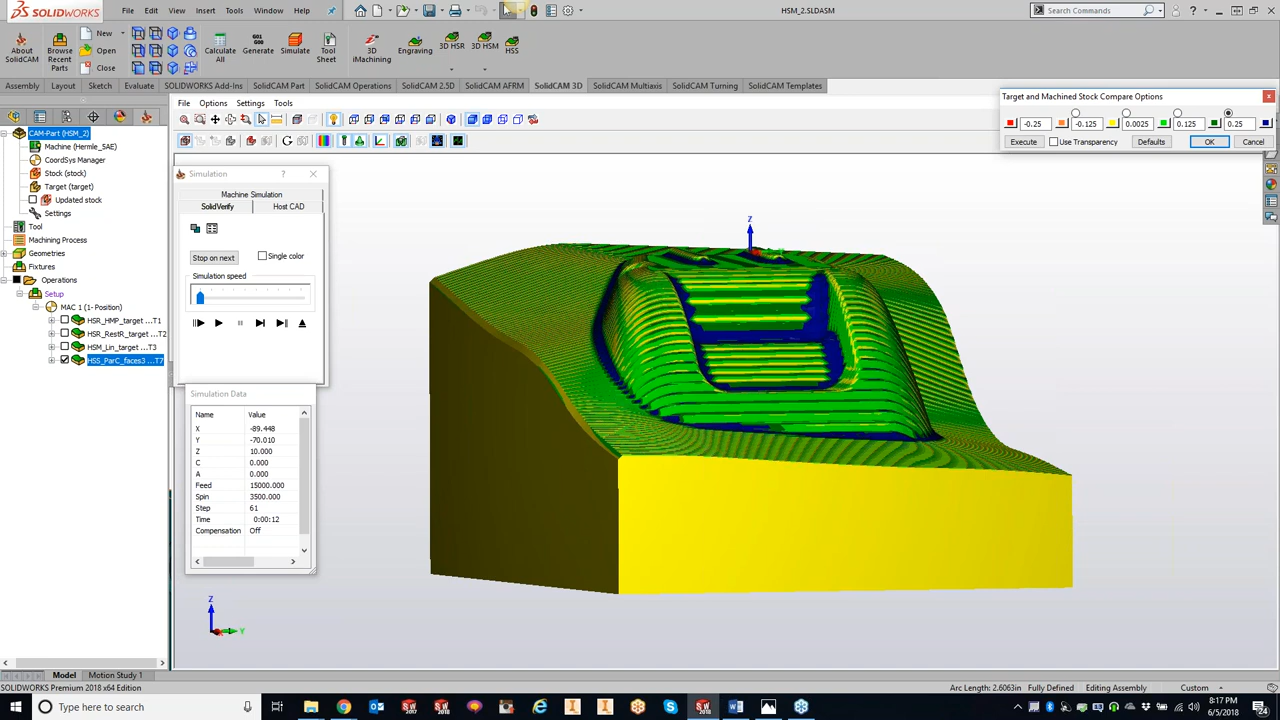 SOLIDWORKS File Edit View Insert Tools Window Help HSM_2.SLDASM Search Commands
About SolidCAM
Browse Recent Parts
New
Open
Close
Calculate All
G01 G00
Generate
Simulate
Tool Sheet
3D iMachining
Engraving
3D HSR
3D HSM
HSS
Assembly Layout Sketch Evaluate SOLIDWORKS Add-Ins SolidCAM Part SolidCAM Operations SolidCAM 2.5D SolidCAM AFRM SolidCAM 3D SolidCAM Multiaxis SolidCAM Turning SolidCAM Templates
File Options Settings Tools
Target and Machined Stock Compare Options
-0.25 -0.125 0.0025 0.125 0.25
Execute Use Transparency Defaults OK Cancel
CAM-Part (HSM_2)
Machine (Hermle_SAE)
CoordSys Manager
Stock (stock)
Target (target)
Updated stock
Settings
Tool
Machining Process
Geometries
Fixtures
Operations
Setup
MAC 1 (1- Position)
HSR_HMP_target ...T1
HSR_RestR_target ...T2
HSM_Lin_target ...T3
HSS_ParC_faces3 ...T7
Simulation ?
Machine Simulation
SolidVerify Host CAD
Stop on next Single color
Simulation speed
Simulation Data
Name Value
X -89.448
Y -70.010
Z 10.000
C 0.000
A 0.000
Feed 15000.000
Spin 3500.000
Step 61
Time 0:00:12
Compensation Off
Z
Z
Y
Model Motion Study 1
SOLIDWORKS Premium 2018 x64 Edition Arc Length: 2.6063in Fully Defined Editing Assembly Custom
Type here to search
8:17 PM
6/5/2018